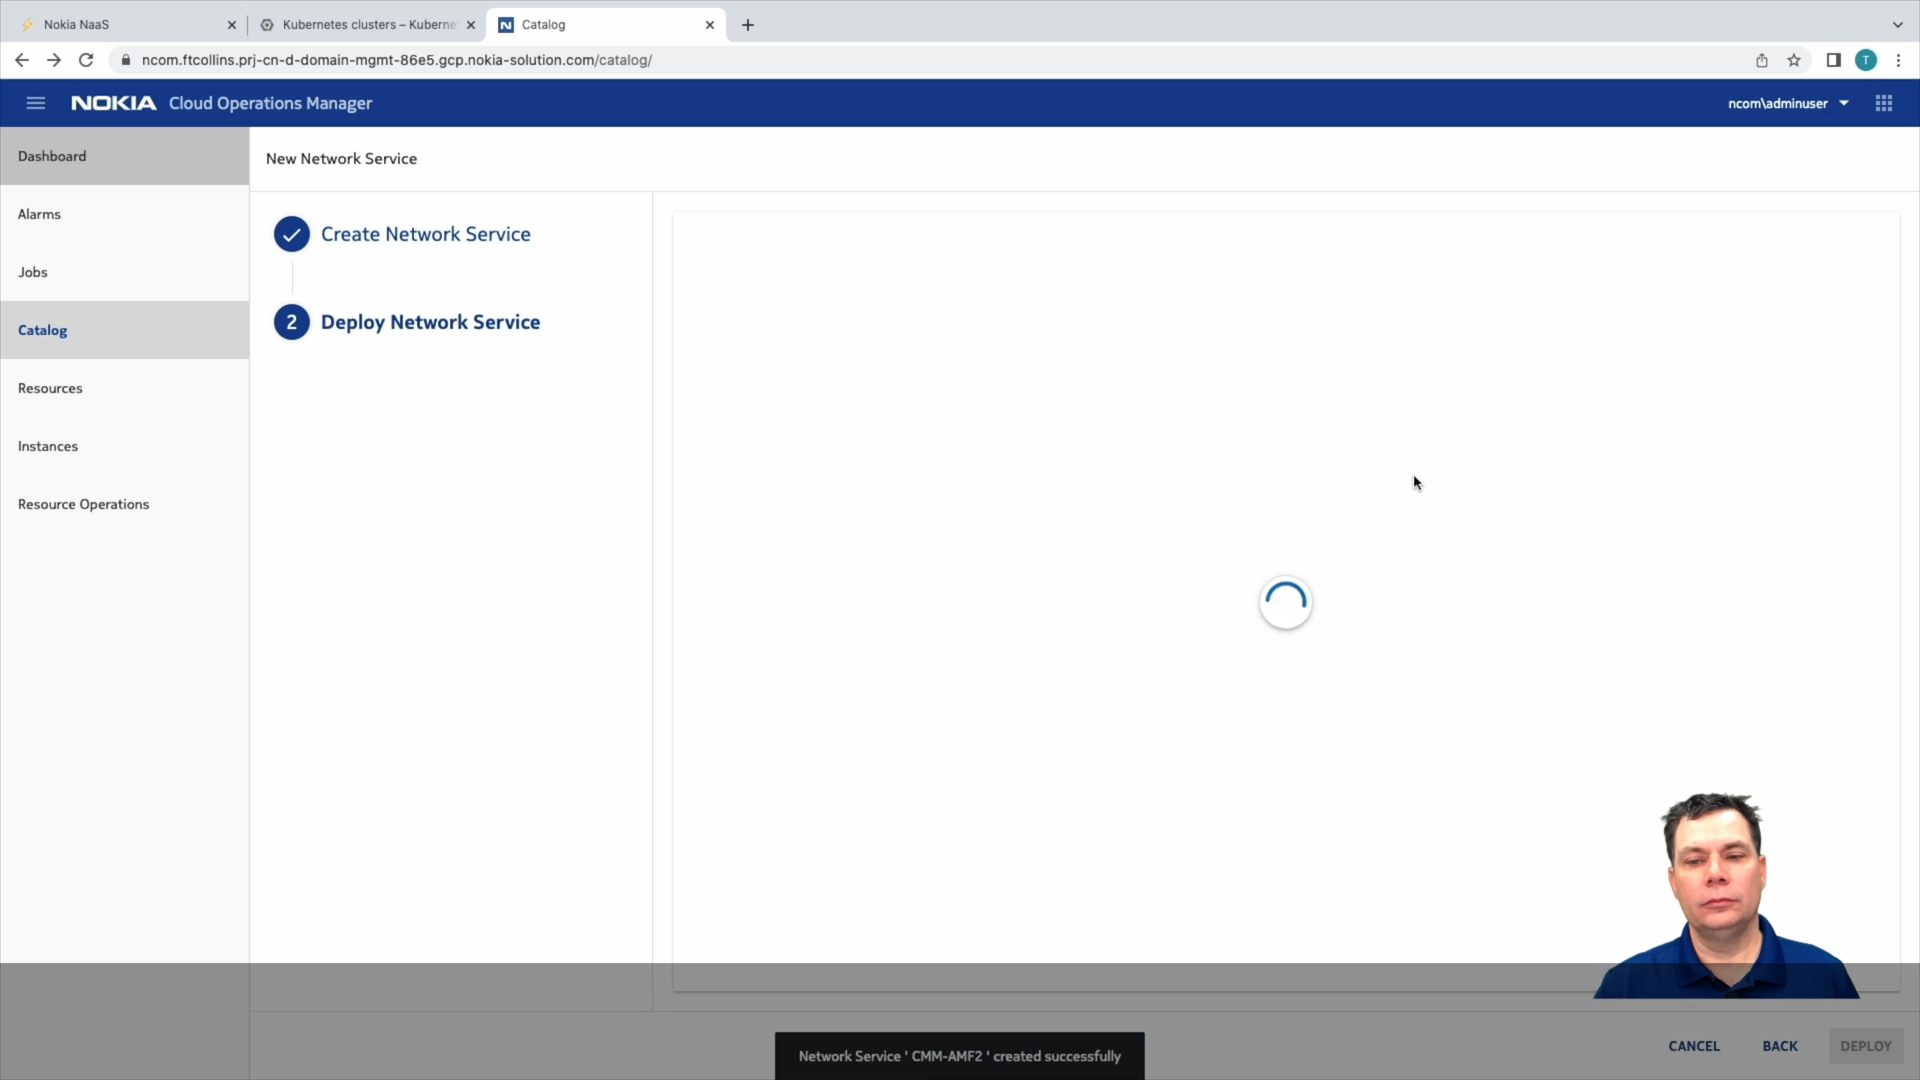 Nokia NaaS
Kubernetes clusters – Kuberne
Catalog
ncom.ftcollins.prj-cn-d-domain-mgmt-86e5.gcp.nokia-solution.com/catalog/
T
NOKIA Cloud Operations Manager
ncom\adminuser
Dashboard
Alarms
Jobs
Catalog
Resources
Instances
Resource Operations
New Network Service
Create Network Service
2 Deploy Network Service
Network Service ' CMM-AMF2 ' created successfully
CANCEL
BACK
DEPLOY